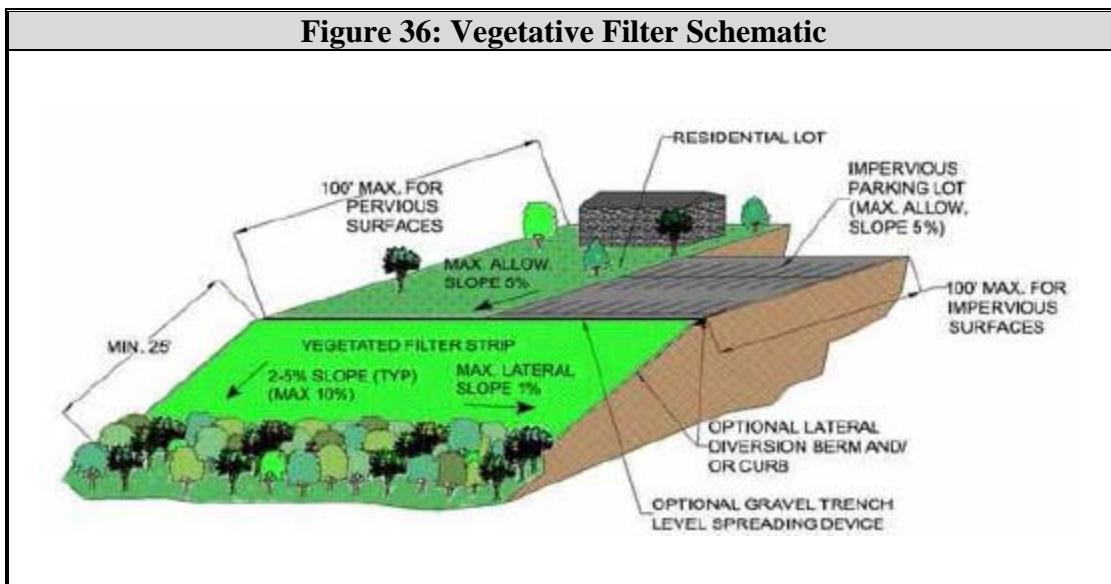 Figure 36: Vegetative Filter Schematic
RESIDENTIAL LOT
100' MAX. FOR
PERVIOUS
SURFACES
IMPERVIOUS
PARKING LOT
(MAX. ALLOW.
SLOPE 5%)
MAX. ALLOW.
SLOPE 5%
100' MAX. FOR
IMPERVIOUS
SURFACES
MIN. 25'
VEGETATED FILTER STRIP
2-5% SLOPE (TYP)
(MAX 10%)
MAX. LATERAL
SLOPE 1%
OPTIONAL LATERAL
DIVERSION BERM AND/
OR CURB
OPTIONAL GRAVEL TRENCH
LEVEL SPREADING DEVICE